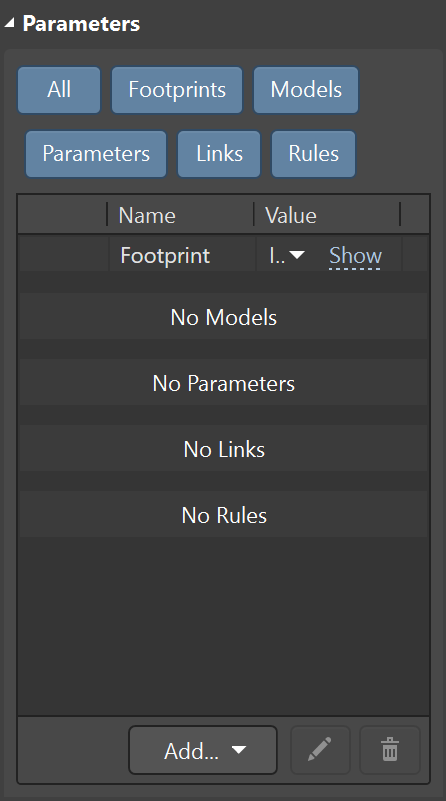 Parameters
All Footprints Models
Parameters Links Rules
Name Value
Footprint I.. Show
No Models
No Parameters
No Links
No Rules
Add...